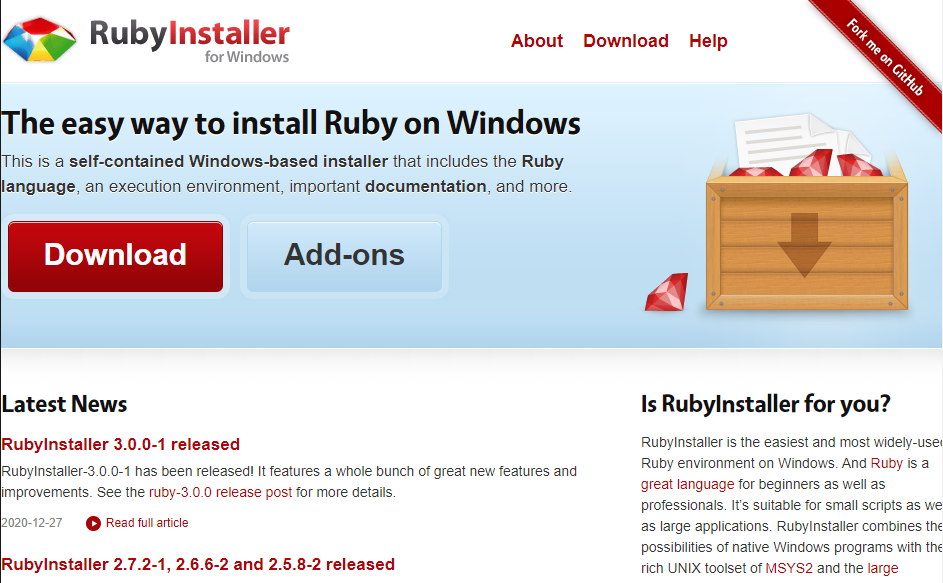 RubyInstaller
for Windows
About Download Help
Fork me on GitHub
The easy way to install Ruby on Windows
This is a self-contained Windows-based installer that includes the Ruby
language, an execution environment, important documentation, and more.
Download Add-ons
Latest News
RubyInstaller 3.0.0-1 released
RubyInstaller-3.0.0-1 has been released! It features a whole bunch of great new features and
improvements. See the ruby-3.0.0 release post for more details.
2020-12-27 Read full article
RubyInstaller 2.7.2-1, 2.6.6-2 and 2.5.8-2 released
Is RubyInstaller for you?
RubyInstaller is the easiest and most widely-used
Ruby environment on Windows. And Ruby is a
great language for beginners as well as
professionals. It's suitable for small scripts as we
as large applications. RubyInstaller combines the
possibilities of native Windows programs with the
rich UNIX toolset of MSYS2 and the large